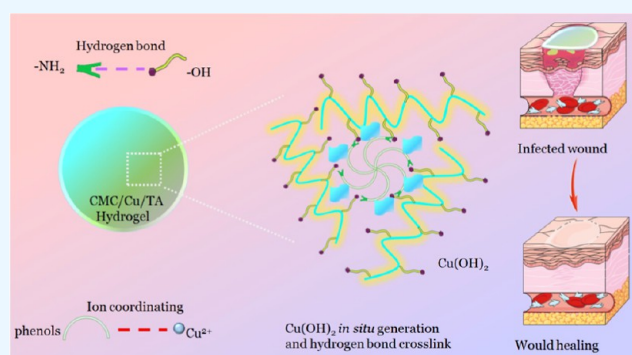 Hydrogen bond
-NH₂
-OH
CMC/Cu/TA
Hydrogel
Ion coordinating
phenols
Cu²⁺
Cu(OH)₂
Cu(OH)₂ in situ generation
and hydrogen bond crosslink
Infected wound
Would healing